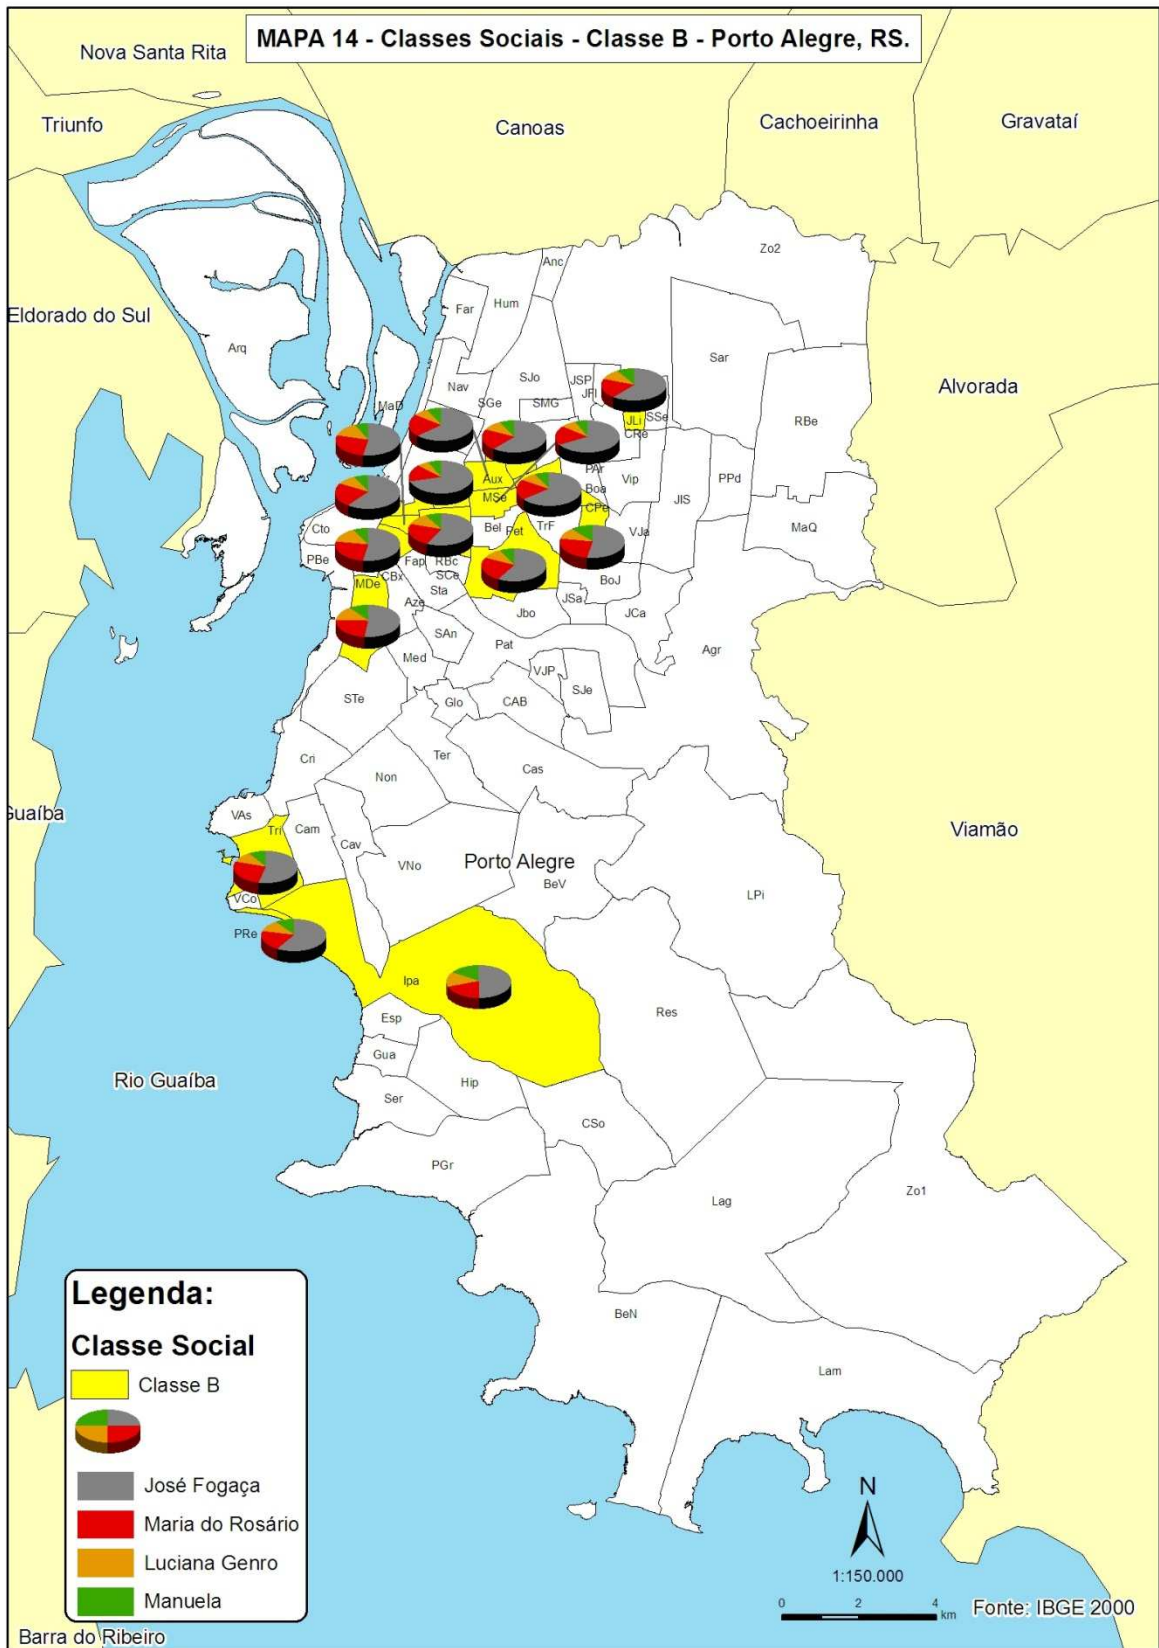 MAPA 14 - Classes Sociais - Classe B - Porto Alegre, RS.
Nova Santa Rita
Triunfo
Canoas
Cachoeirinha
Gravataí
Zo2
Anc
Hum
Far
Eldorado do Sul
Arq
Sar
SJo
JSP
JFl
Alvorada
Nav
SGe
SMG
MaD
SSe
JLi
CRe
RBe
PAr
Aux
Vip
Boa
MSe
JIS
PPd
CPe
Cto
Bel
Pet
TrF
VJa
MaQ
PBe
Fap
RBc
CBx
SCe
MDe
BoJ
Sta
Aze
JSa
Jbo
JCa
SAn
Pat
Agr
Med
VJP
SJe
STe
Glo
CAB
Cri
Ter
Cas
Non
Guaíba
VAs
Tri
Cam
Viamão
Cav
VNo
Porto Alegre
BeV
LPi
VCo
PRe
Ipa
Res
Esp
Gua
Rio Guaíba
Hip
Ser
CSo
PGr
Zo1
Lag
BeN
Lam
Legenda:
Classe Social
Classe B
José Fogaça
Maria do Rosário
Luciana Genro
Manuela
N
1:150.000
0 2 4
km
Fonte: IBGE 2000
Barra do Ribeiro